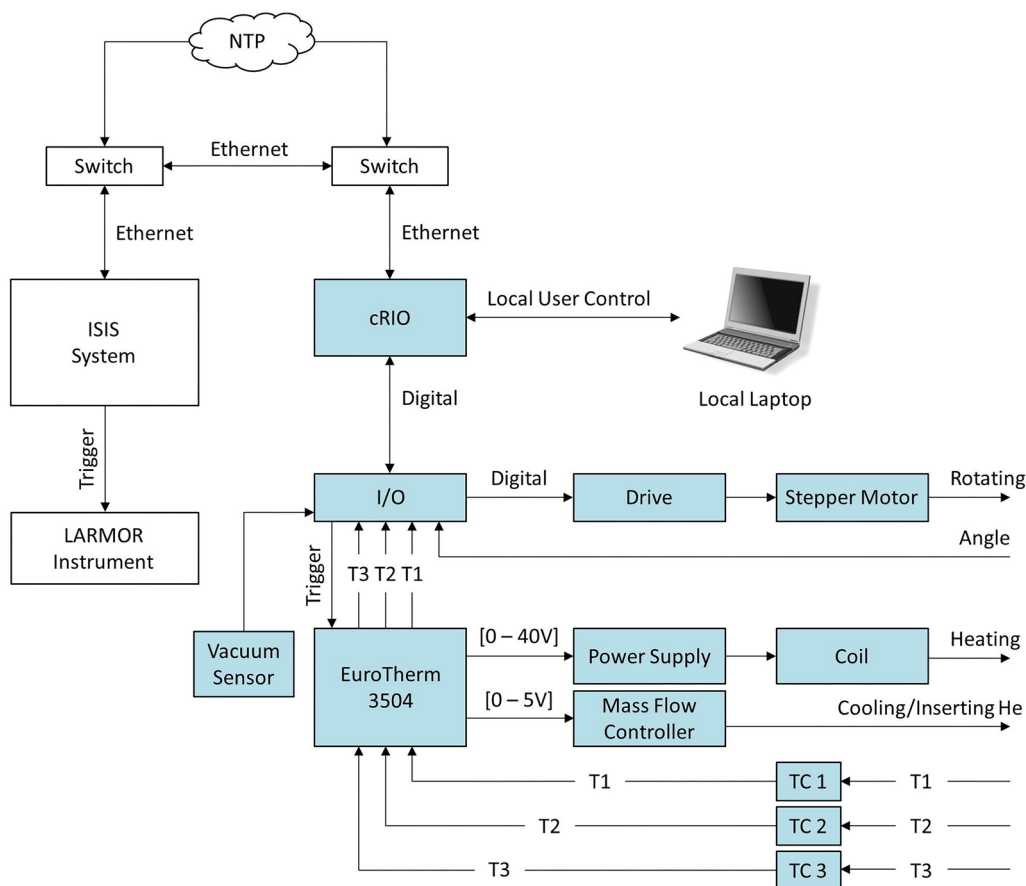 NTP
Ethernet
Switch
Switch
Ethernet
Ethernet
ISIS
System
cRIO
Local User Control
Local Laptop
Digital
Trigger
I/O
Digital
Drive
Stepper Motor
Rotating
LARMOR
Instrument
Angle
Trigger
T3
T2
T1
Vacuum
Sensor
EuroTherm
3504
[0 – 40V]
Power Supply
Coil
Heating
[0 – 5V]
Mass Flow
Controller
Cooling/Inserting He
T1
TC 1
T1
T2
TC 2
T2
T3
TC 3
T3